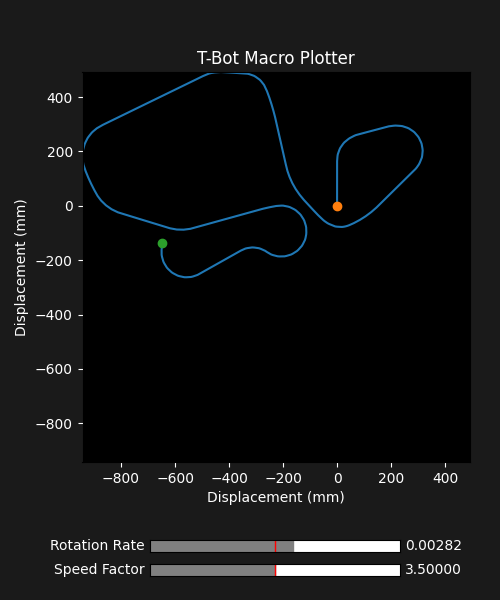 T-Bot Macro Plotter
400
200
0
−200
−400
−600
−800
Displacement (mm)
−800 −600 −400 −200 0 200 400
Displacement (mm)
Rotation Rate 0.00282
Speed Factor 3.50000